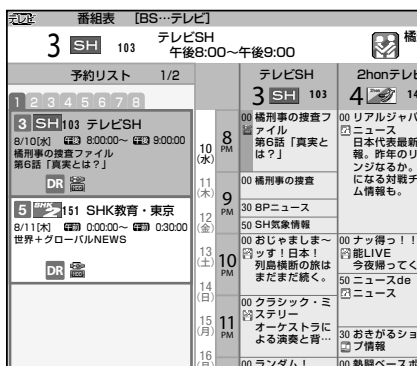 テレビ 番組表 [BS…テレビ]
3 SH 103 テレビSH
午後8:00～午後9:00
橘
予約リスト 1/2
1 2 3 4 5 6 7 8
3 SH 103 テレビSH
8/10[水] 午後 8:00:00～ 午後 9:00:00
橘刑事の捜査ファイル
第6話「真実と は？」
DR
5 SHK2 151 SHK教育・東京
8/11[木] 午前 0:00:00～ 午前 0:30:00
世界＋グローバルNEWS
DR
10
(水)
11
(木)
12
(金)
13
(土)
14
(日)
15
(月)
16
8
PM
9
PM
10
PM
11
PM
テレビSH
3 SH 103
00 橘刑事の捜査フ
ァイル
第6話「真実と
は？」
00 橘刑事の捜査
30 8Pニュース
50 SH気象情報
00 おじゃましま～
ッす！日本！
列島横断の旅は
まだまだ続く。
00 クラシック・ミ
ステリー
オーケストラに
よる演奏と背…
00 ランダム！
2honテレビ
4 14
00 リアルジャパ
ニュース
日本代表最新
報。昨年のリ
ンジなるか。
になる対戦チ
ム情報も。
00 ナッ得っ！！
能LIVE
今夜帰ってく
50 ニュースde
ニュース
30 おきがるショ
プ情報
00 熱闘ベースボ